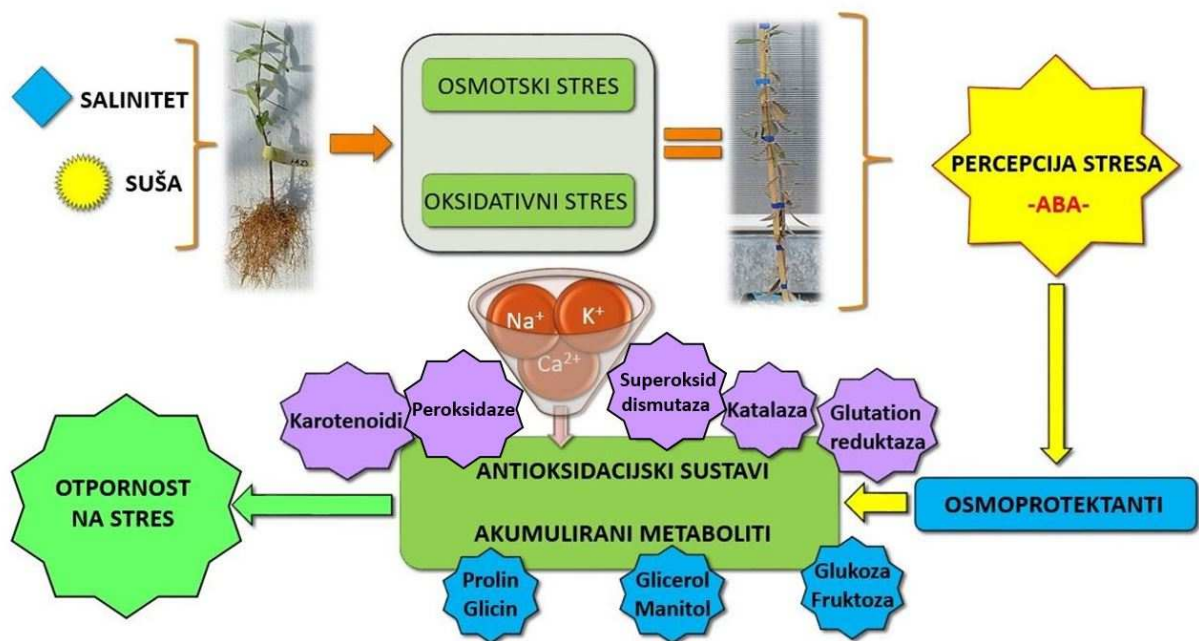 SALINITET
SUŠA
OSMOTSKI STRES
OKSIDATIVNI STRES
PERCEPCIJA STRESA
-ABA-
Na⁺
K⁺
Ca²⁺
Karotenoidi
Peroksidaze
Superoksid
dismutaza
Katalaza
Glutation
reduktaza
OTPORNOST
NA STRES
ANTIOKSIDACIJSKI SUSTAVI
AKUMULIRANI METABOLITI
OSMOPROTEKTANTI
Prolin
Glicin
Glicerol
Manitol
Glukoza
Fruktoza